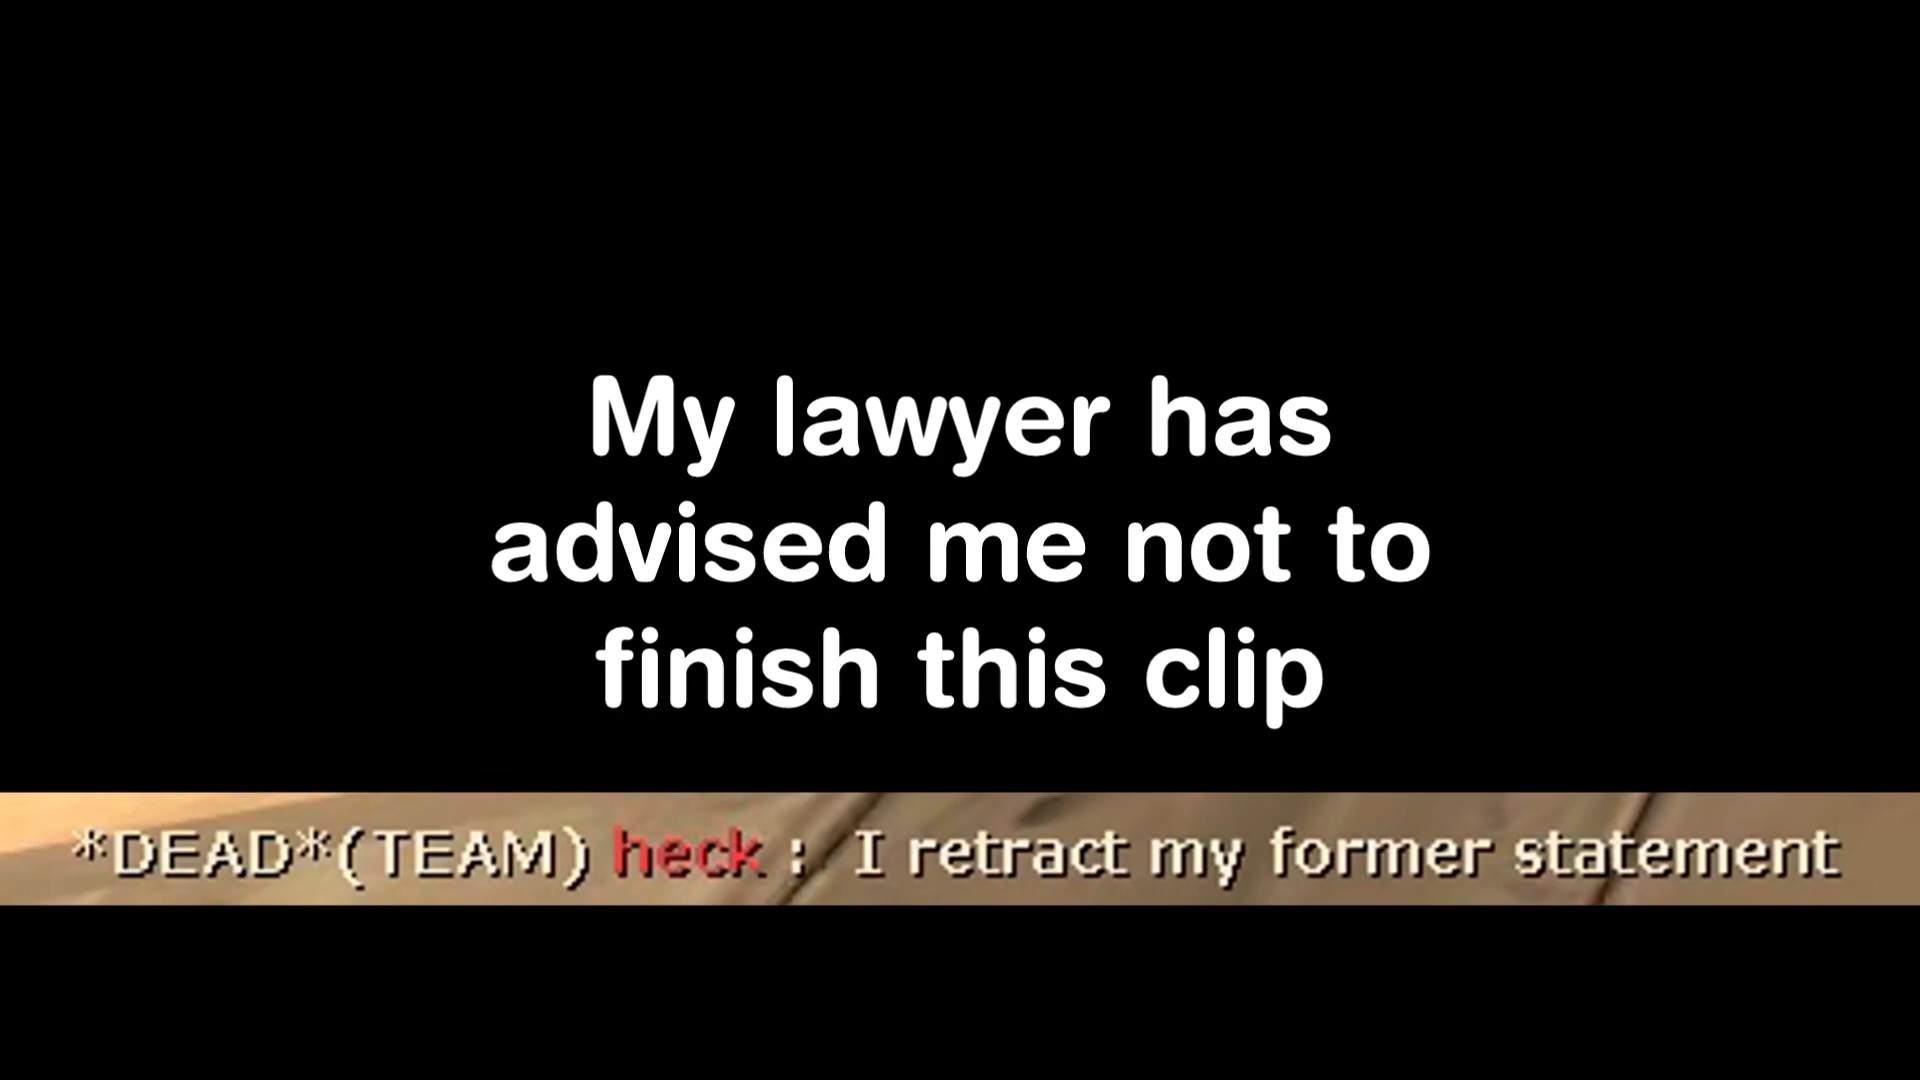 My lawyer has
advised me not to
finish this clip
*DEAD*(TEAM) heck : I retract my former statement